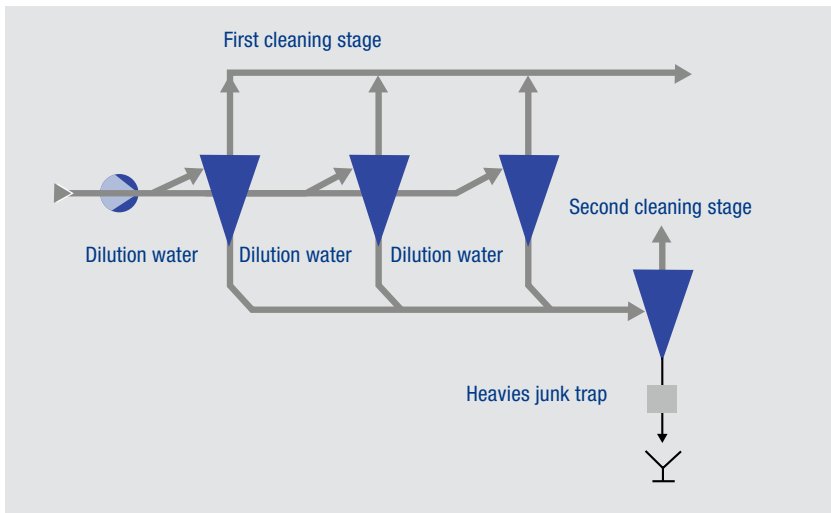 First cleaning stage
Second cleaning stage
Dilution water
Dilution water
Dilution water
Heavies junk trap